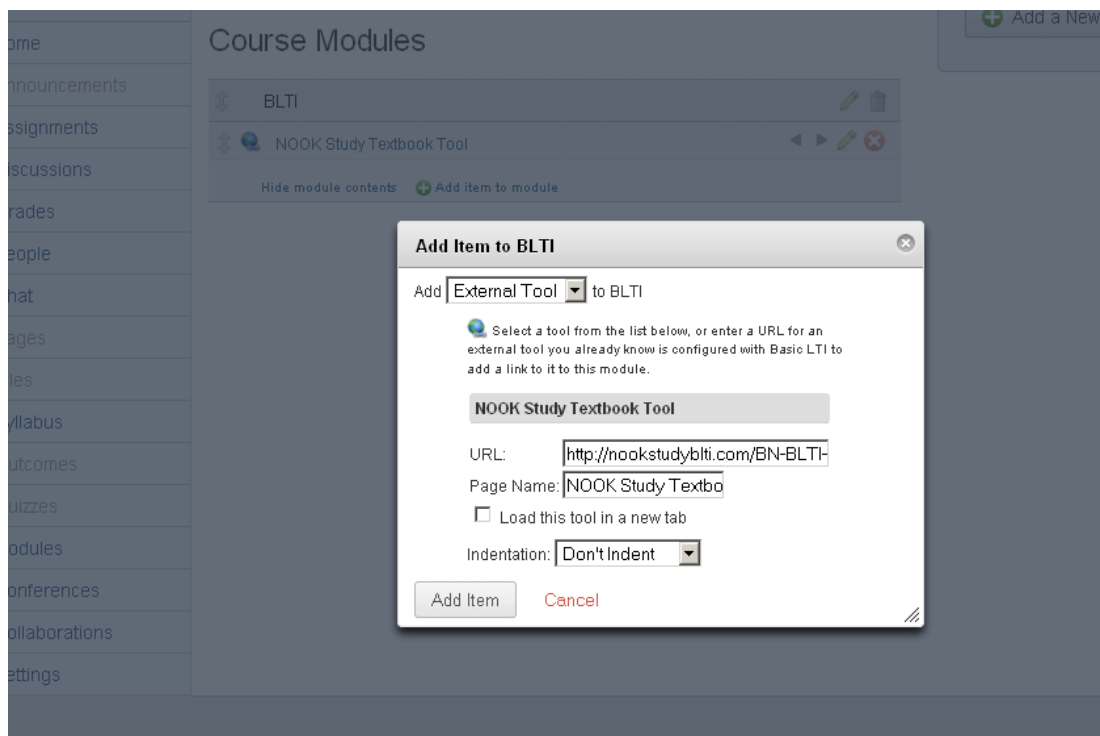 ome
Course Modules
Add a New
nnouncements
BLTI
ssignments
NOOK Study Textbook Tool
iscussions
Hide module contents Add item to module
rades
eople
Add Item to BLTI
hat
Add External Tool to BLTI
ages
Select a tool from the list below, or enter a URL for an
external tool you already know is configured with Basic LTI to
add a link to it to this module.
les
NOOK Study Textbook Tool
yllabus
URL: http://nookstudyblti.com/BN-BLTI-
utcomes
Page Name: NOOK Study Textbo
uizzes
Load this tool in a new tab
odules
Indentation: Don't Indent
onferences
Add Item Cancel
ollaborations
ettings